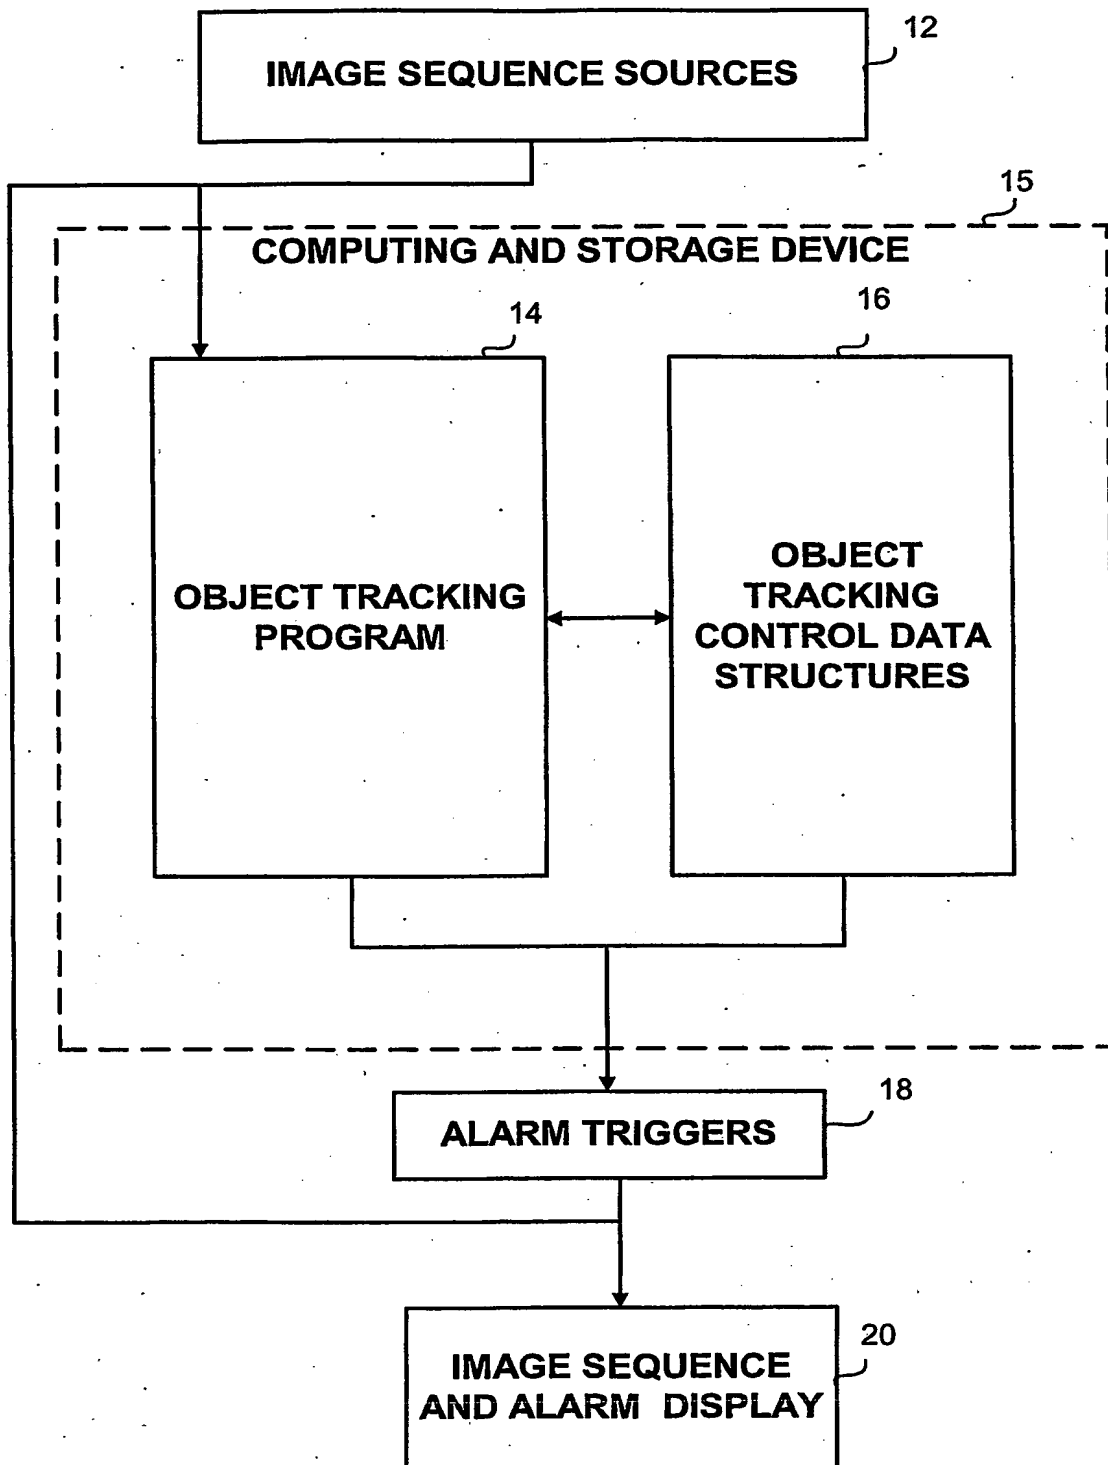 12
IMAGE SEQUENCE SOURCES
15
COMPUTING AND STORAGE DEVICE
14
16
OBJECT TRACKING
PROGRAM
OBJECT
TRACKING
CONTROL DATA
STRUCTURES
18
ALARM TRIGGERS
20
IMAGE SEQUENCE
AND ALARM DISPLAY